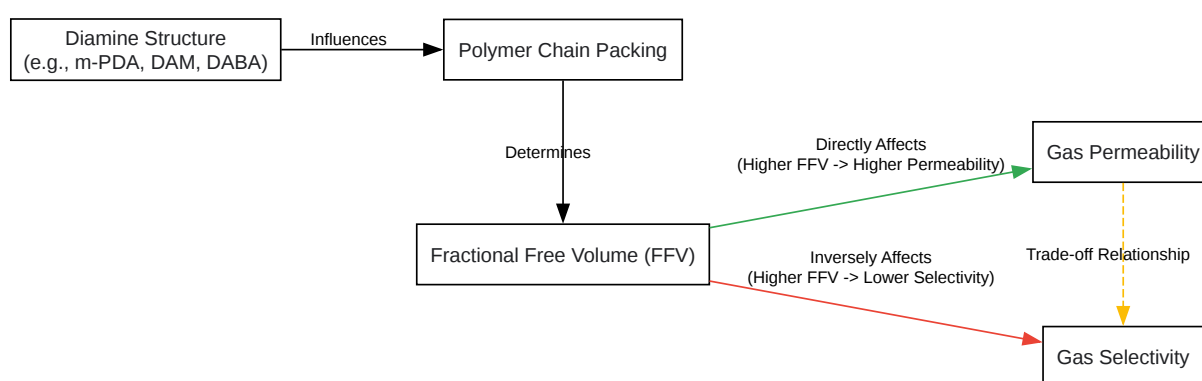 Diamine Structure
(e.g., m-PDA, DAM, DABA)
Influences
Polymer Chain Packing
Determines
Directly Affects
(Higher FFV -> Higher Permeability)
Gas Permeability
Fractional Free Volume (FFV)
Inversely Affects
(Higher FFV -> Lower Selectivity)
Trade-off Relationship
Gas Selectivity